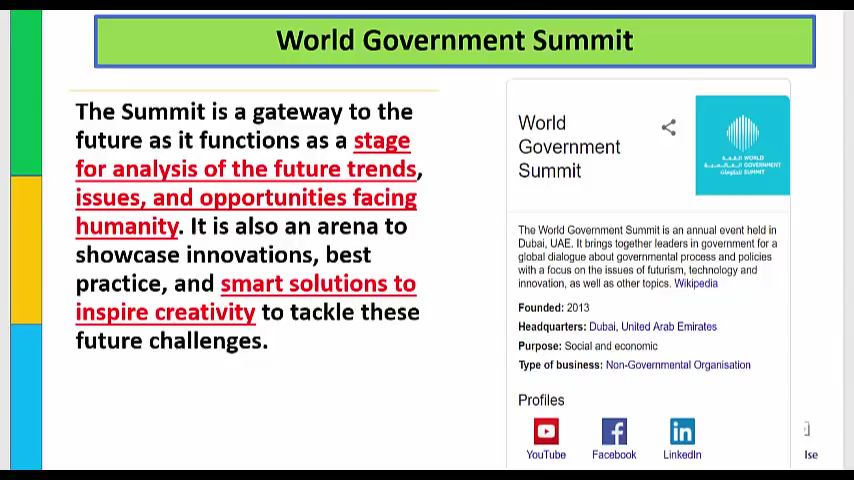 World Government Summit
The Summit is a gateway to the
future as it functions as a stage
for analysis of the future trends,
issues, and opportunities facing
humanity. It is also an arena to
showcase innovations, best
practice, and smart solutions to
inspire creativity to tackle these
future challenges.
World
Government
Summit
القمة WORLD
العالمية GOVERNMENT
للحكومات SUMMIT
The World Government Summit is an annual event held in
Dubai, UAE. It brings together leaders in government for a
global dialogue about governmental process and policies
with a focus on the issues of futurism, technology and
innovation, as well as other topics. Wikipedia
Founded: 2013
Headquarters: Dubai, United Arab Emirates
Purpose: Social and economic
Type of business: Non-Governmental Organisation
Profiles
YouTube Facebook LinkedIn
lse